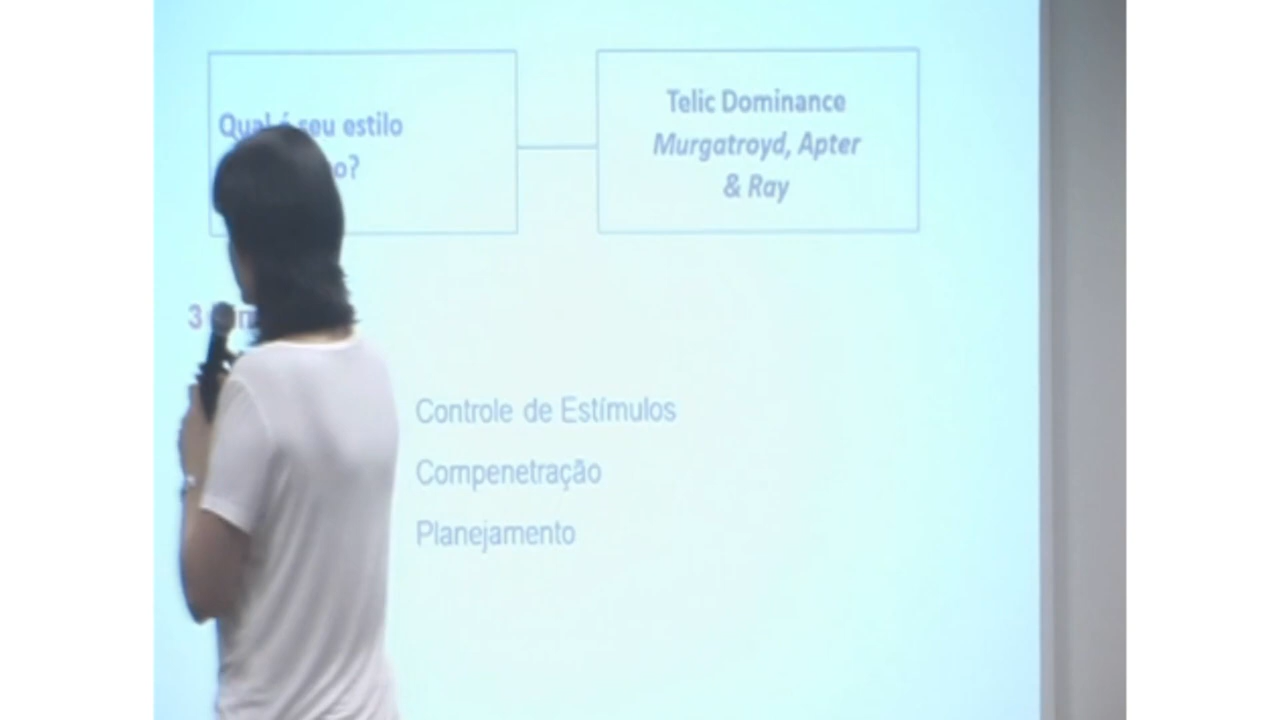 Qual é seu estilo
Telic Dominance
Murgatroyd, Apter
& Ray
3
Controle de Estímulos
Compenetração
Planejamento